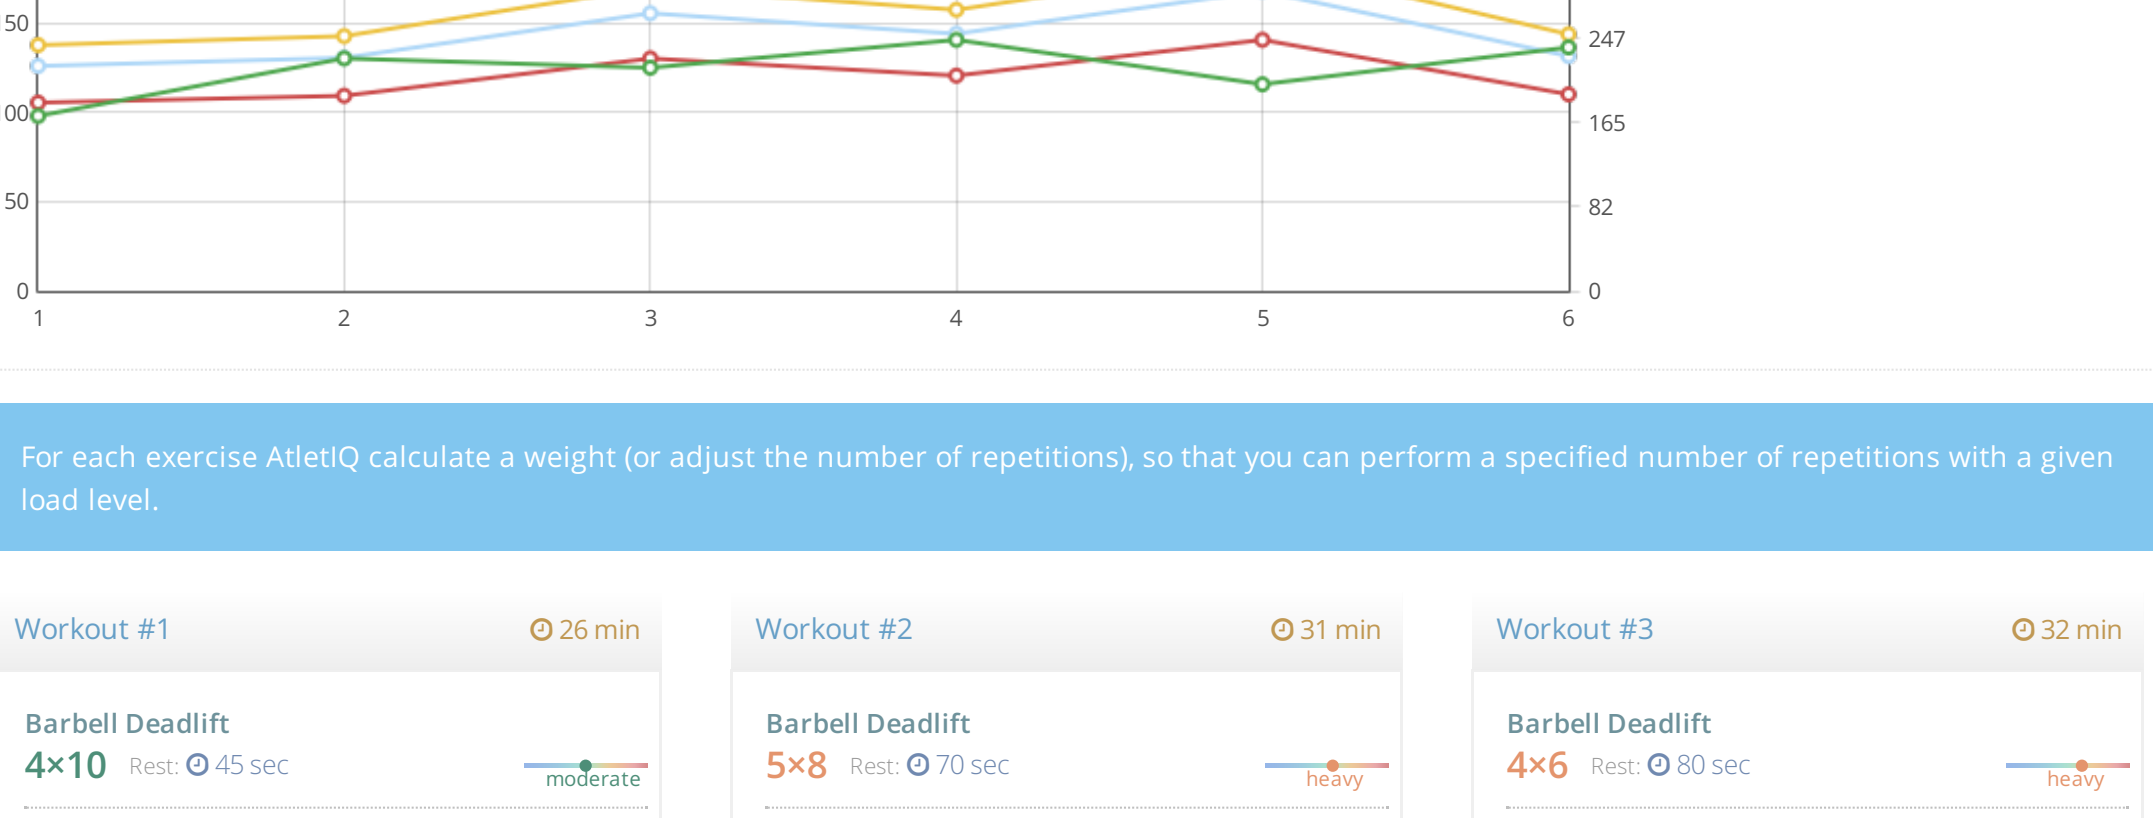 50
247
00
165
50
82
0
0
1 2 3 4 5 6
For each exercise AtletIQ calculate a weight (or adjust the number of repetitions), so that you can perform a specified number of repetitions with a given
load level.
Workout #1 26 min
Workout #2 31 min
Workout #3 32 min
Barbell Deadlift
4×10 Rest: 45 sec
moderate
Barbell Deadlift
5×8 Rest: 70 sec
heavy
Barbell Deadlift
4×6 Rest: 80 sec
heavy